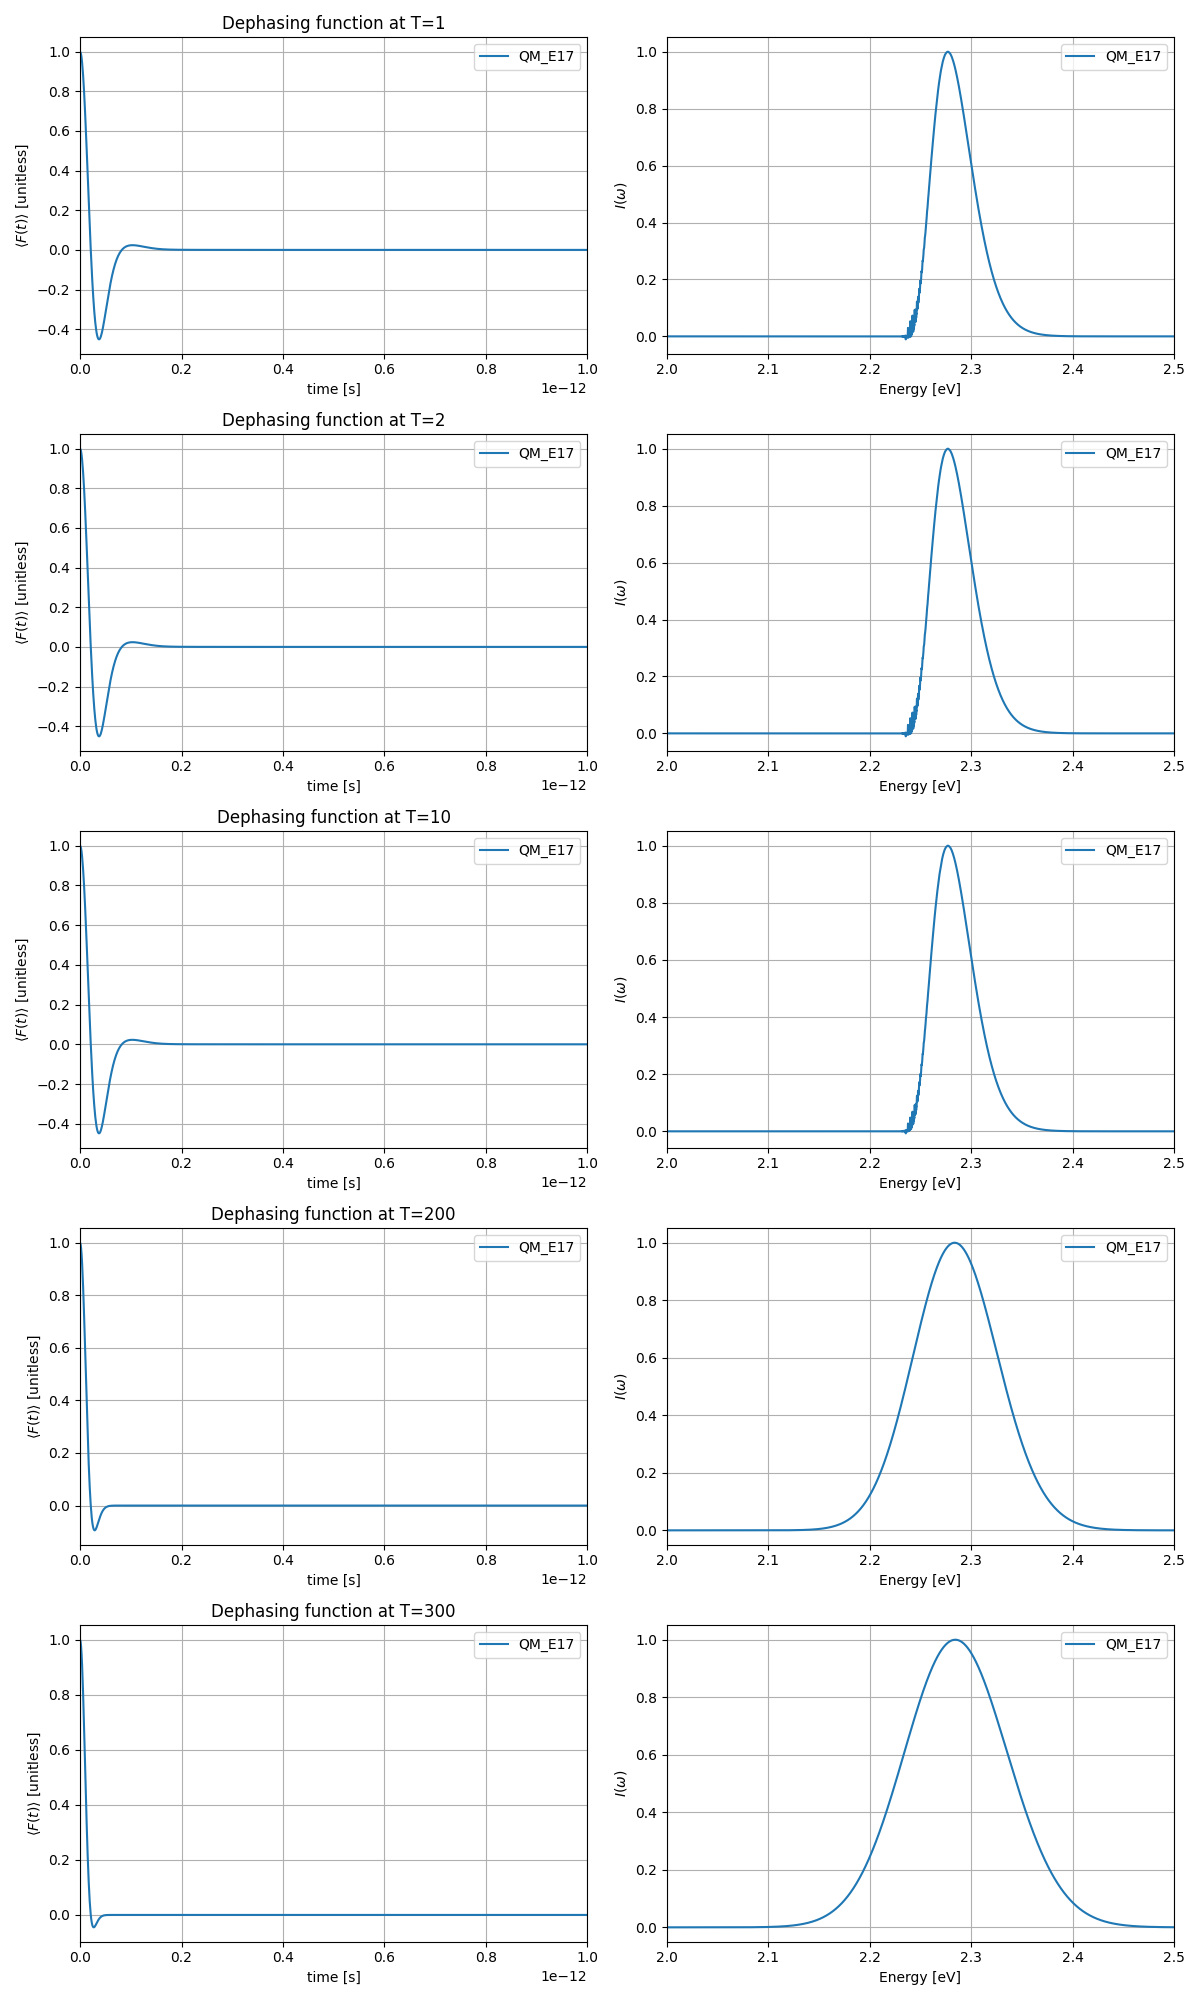 Dephasing function at T=1
QM_E17
1.0
0.8
0.6
0.4
0.2
0.0
−0.2
−0.4
⟨F(t)⟩ [unitless]
0.0 0.2 0.4 0.6 0.8 1.0
1e−12
time [s]
QM_E17
1.0
0.8
0.6
0.4
0.2
0.0
I(ω)
2.0 2.1 2.2 2.3 2.4 2.5
Energy [eV]
Dephasing function at T=2
QM_E17
1.0
0.8
0.6
0.4
0.2
0.0
−0.2
−0.4
⟨F(t)⟩ [unitless]
0.0 0.2 0.4 0.6 0.8 1.0
1e−12
time [s]
QM_E17
1.0
0.8
0.6
0.4
0.2
0.0
I(ω)
2.0 2.1 2.2 2.3 2.4 2.5
Energy [eV]
Dephasing function at T=10
QM_E17
1.0
0.8
0.6
0.4
0.2
0.0
−0.2
−0.4
⟨F(t)⟩ [unitless]
0.0 0.2 0.4 0.6 0.8 1.0
1e−12
time [s]
QM_E17
1.0
0.8
0.6
0.4
0.2
0.0
I(ω)
2.0 2.1 2.2 2.3 2.4 2.5
Energy [eV]
Dephasing function at T=200
QM_E17
1.0
0.8
0.6
0.4
0.2
0.0
⟨F(t)⟩ [unitless]
0.0 0.2 0.4 0.6 0.8 1.0
1e−12
time [s]
QM_E17
1.0
0.8
0.6
0.4
0.2
0.0
I(ω)
2.0 2.1 2.2 2.3 2.4 2.5
Energy [eV]
Dephasing function at T=300
QM_E17
1.0
0.8
0.6
0.4
0.2
0.0
⟨F(t)⟩ [unitless]
0.0 0.2 0.4 0.6 0.8 1.0
1e−12
time [s]
QM_E17
1.0
0.8
0.6
0.4
0.2
0.0
I(ω)
2.0 2.1 2.2 2.3 2.4 2.5
Energy [eV]